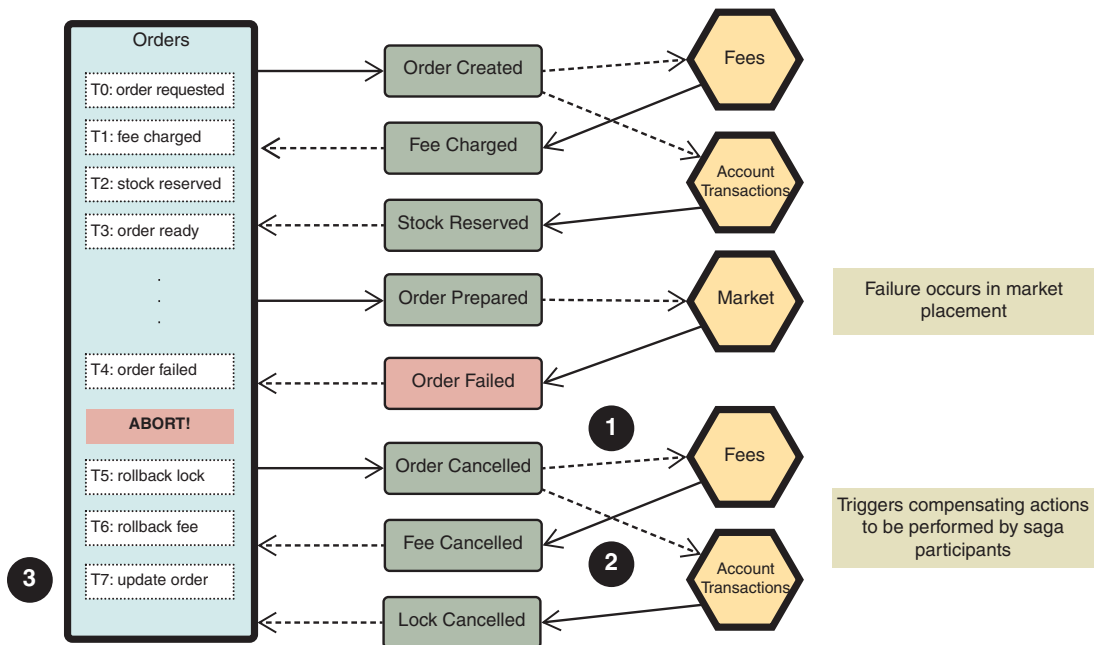 Orders
T0: order requested
T1: fee charged
T2: stock reserved
T3: order ready
.
.
.
T4: order failed
ABORT!
T5: rollback lock
T6: rollback fee
T7: update order
3
Order Created
Fee Charged
Stock Reserved
Order Prepared
Order Failed
Order Cancelled
Fee Cancelled
Lock Cancelled
1
2
Fees
Account
Transactions
Market
Fees
Account
Transactions
Failure occurs in market
placement
Triggers compensating actions
to be performed by saga
participants